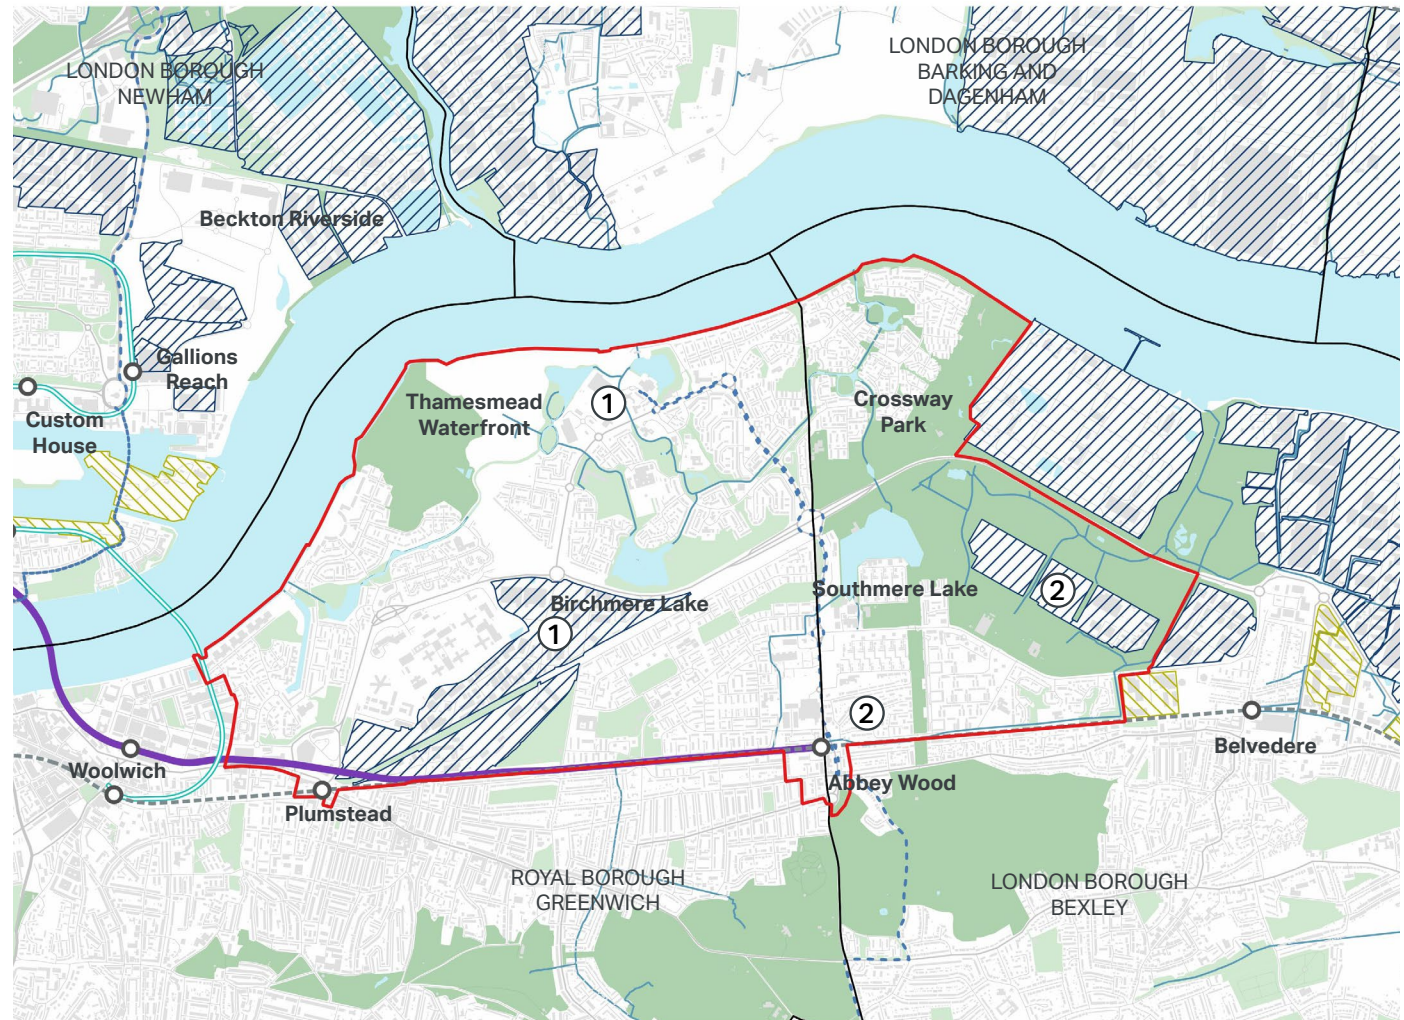 LONDON BOROUGH
NEWHAM
LONDON BOROUGH
BARKING AND
DAGENHAM
Beckton Riverside
Gallions
Reach
Custom
House
Thamesmead
Waterfront
1
Crossway
Park
Birchmere Lake
1
Southmere Lake
2
2
Woolwich
Plumstead
Abbey Wood
Belvedere
ROYAL BOROUGH
GREENWICH
LONDON BOROUGH
BEXLEY